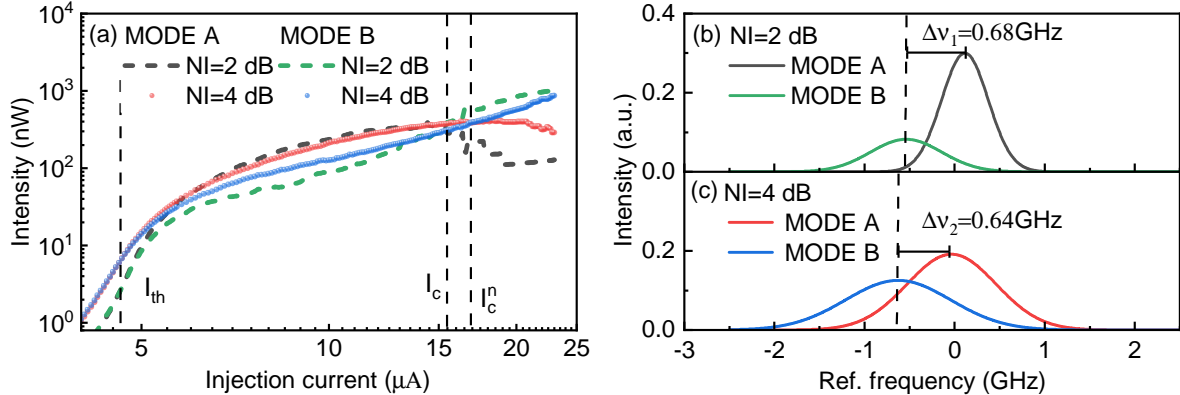 (a) MODE A MODE B
NI=2 dB NI=2 dB
NI=4 dB NI=4 dB
I_th
I_c
I_c^n
10⁴
10³
10²
10¹
10⁰
Intensity (nW)
5 10 15 20 25
Injection current (μA)
(b) NI=2 dB
Δν₁=0.68GHz
MODE A
MODE B
0.4
0.2
0.0
Intensity (a.u.)
(c) NI=4 dB
Δν₂=0.64GHz
MODE A
MODE B
0.2
0.0
-3 -2 -1 0 1 2
Ref. frequency (GHz)